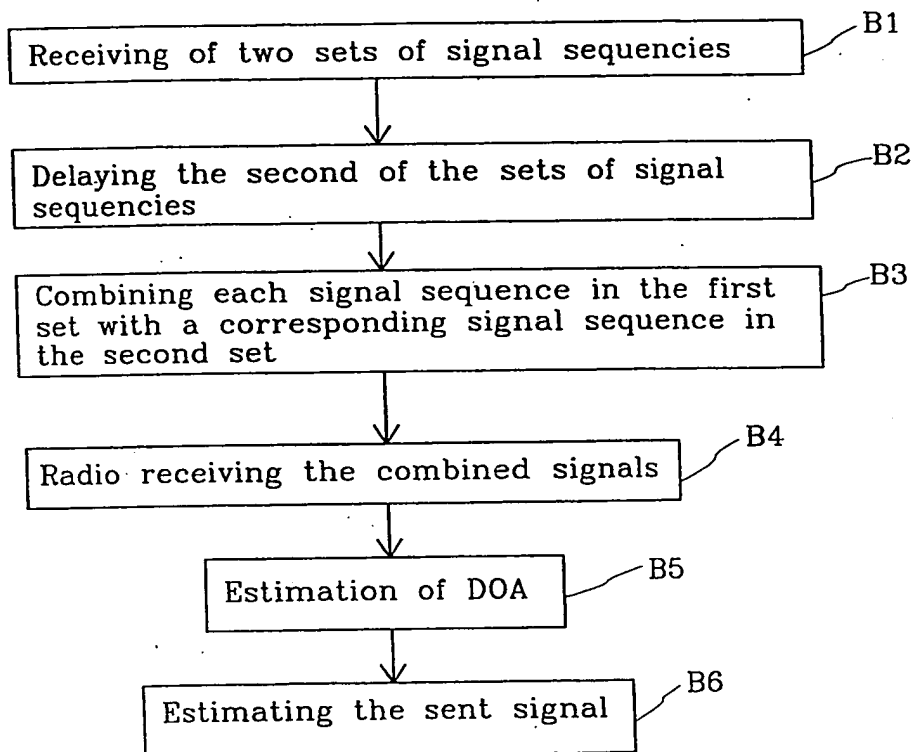 B1
Receiving of two sets of signal sequencies
B2
Delaying the second of the sets of signal
sequencies
B3
Combining each signal sequence in the first
set with a corresponding signal sequence in
the second set
B4
Radio receiving the combined signals
B5
Estimation of DOA
B6
Estimating the sent signal